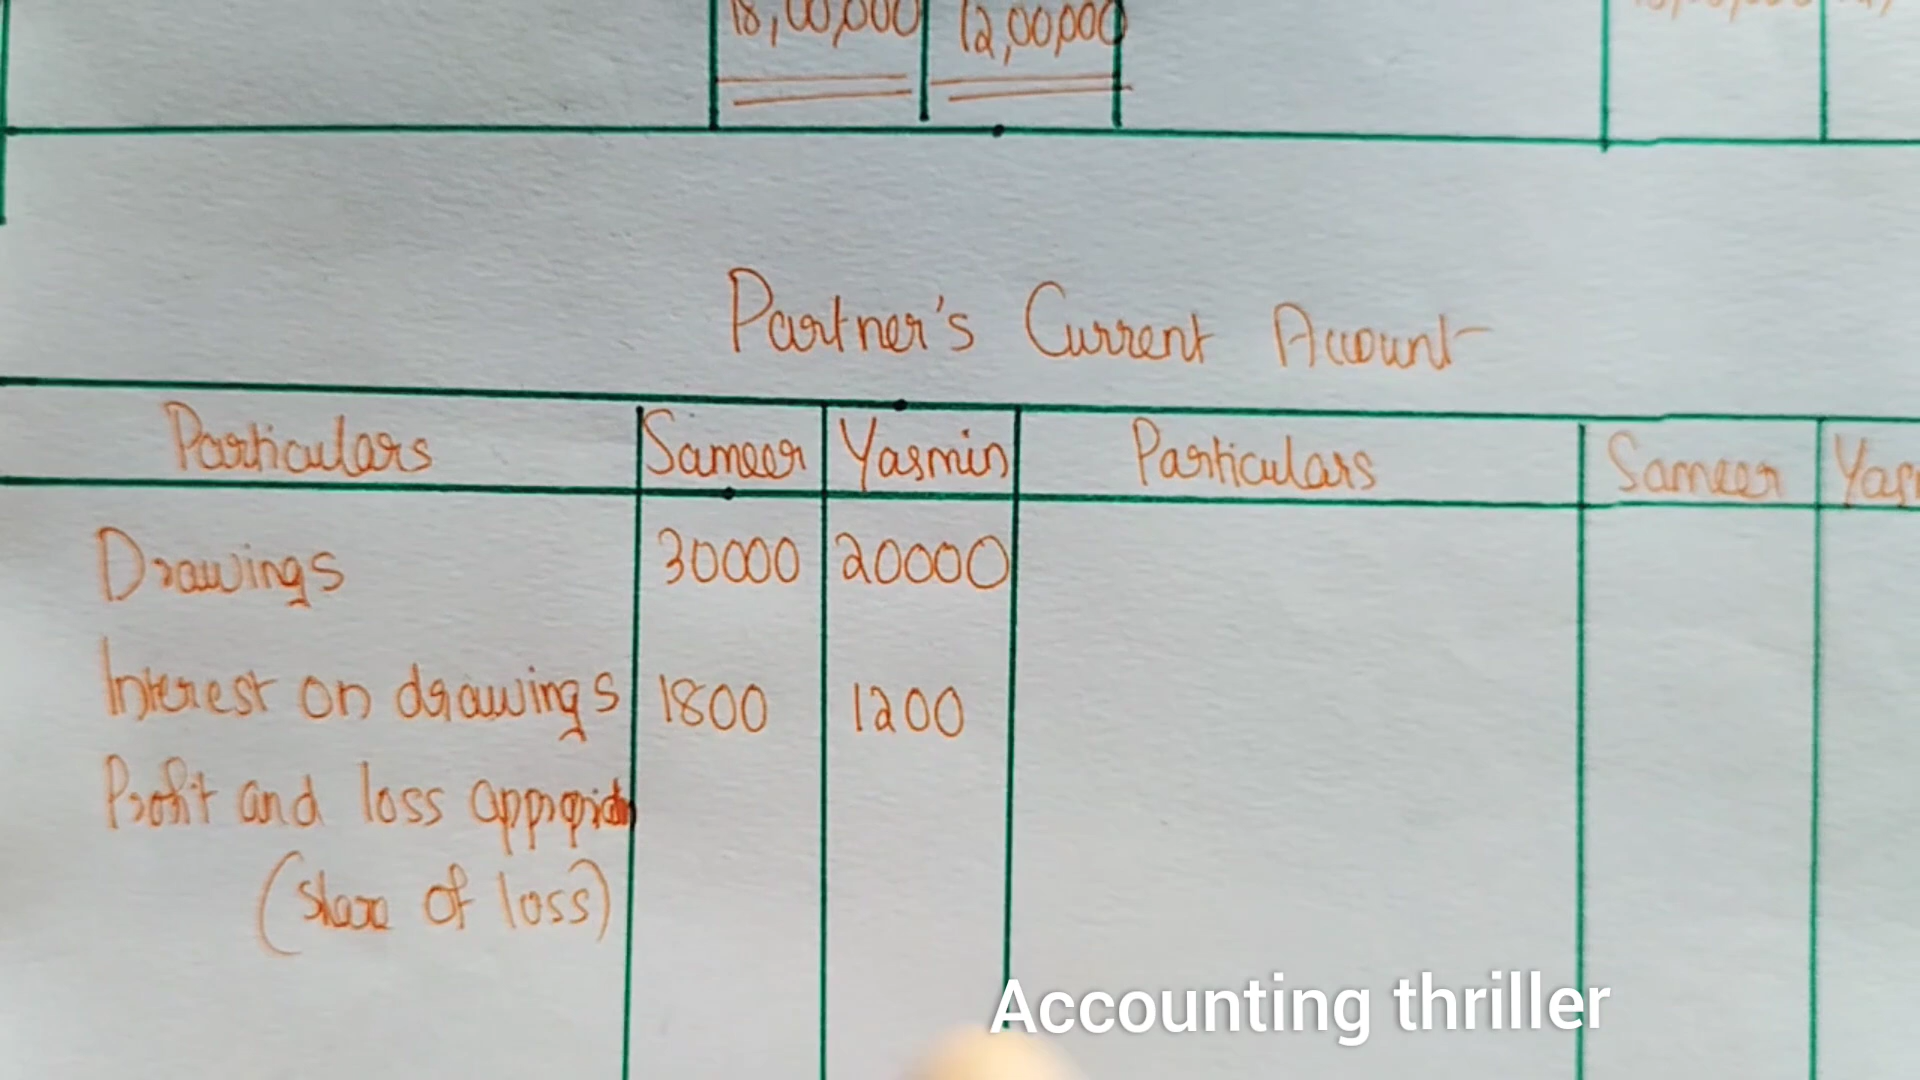 18,00,000 12,00,000
Partner's Current Account
Particulars Sameer Yasmin Particulars Sameer
Drawings 30000 20000
Interest on drawings 1800 1200
Profit and loss
(Share of loss)
Accounting thriller